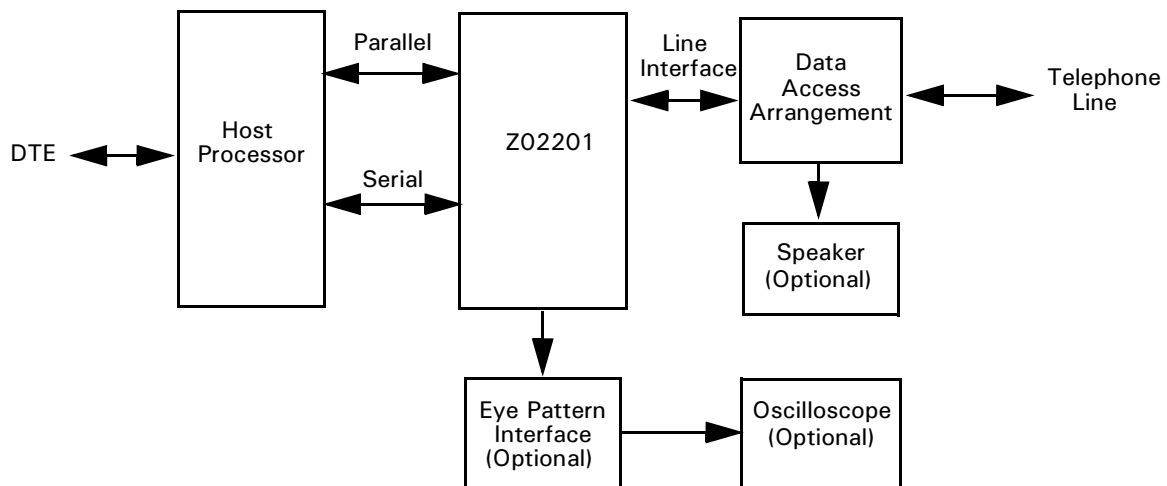 DTE
Host
Processor
Parallel
Serial
Z02201
Line
Interface
Data
Access
Arrangement
Telephone
Line
Speaker
(Optional)
Eye Pattern
Interface
(Optional)
Oscilloscope
(Optional)